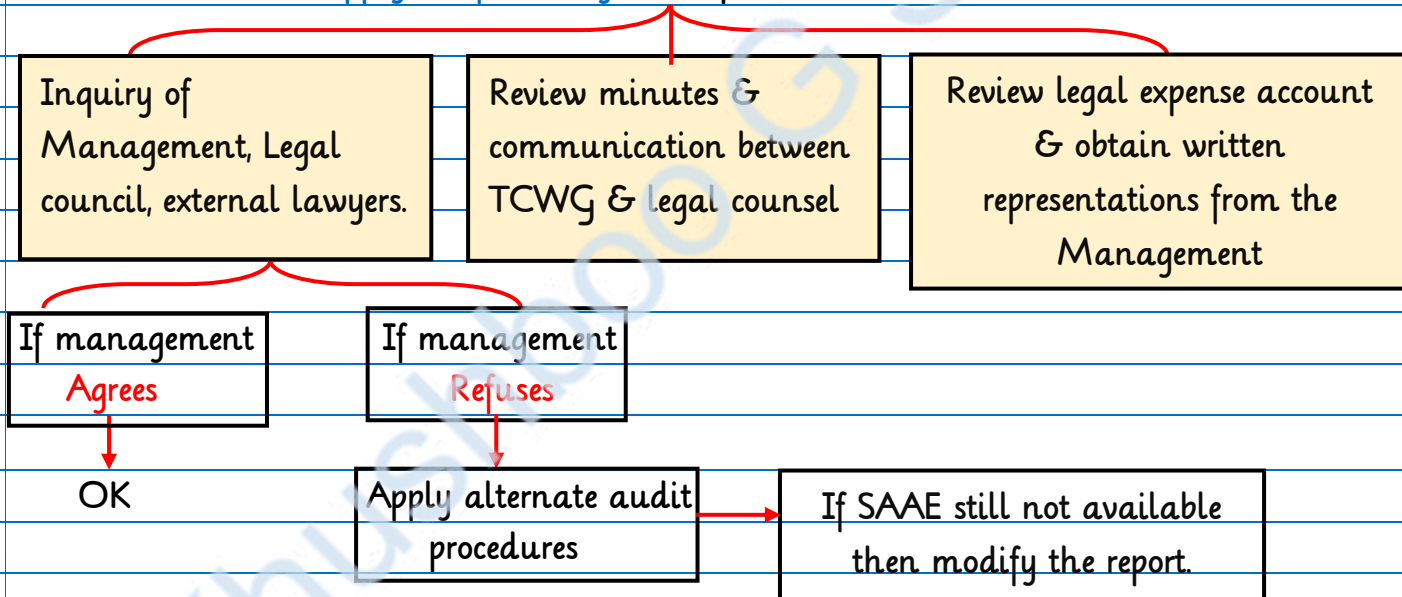 Inquiry of
Management, Legal
council, external lawyers.
Review minutes &
communication between
TCWG & legal counsel
Review legal expense account
& obtain written
representations from the
Management
If management
Agrees
If management
Refuses
OK
Apply alternate audit
procedures
If SAAE still not available
then modify the report.